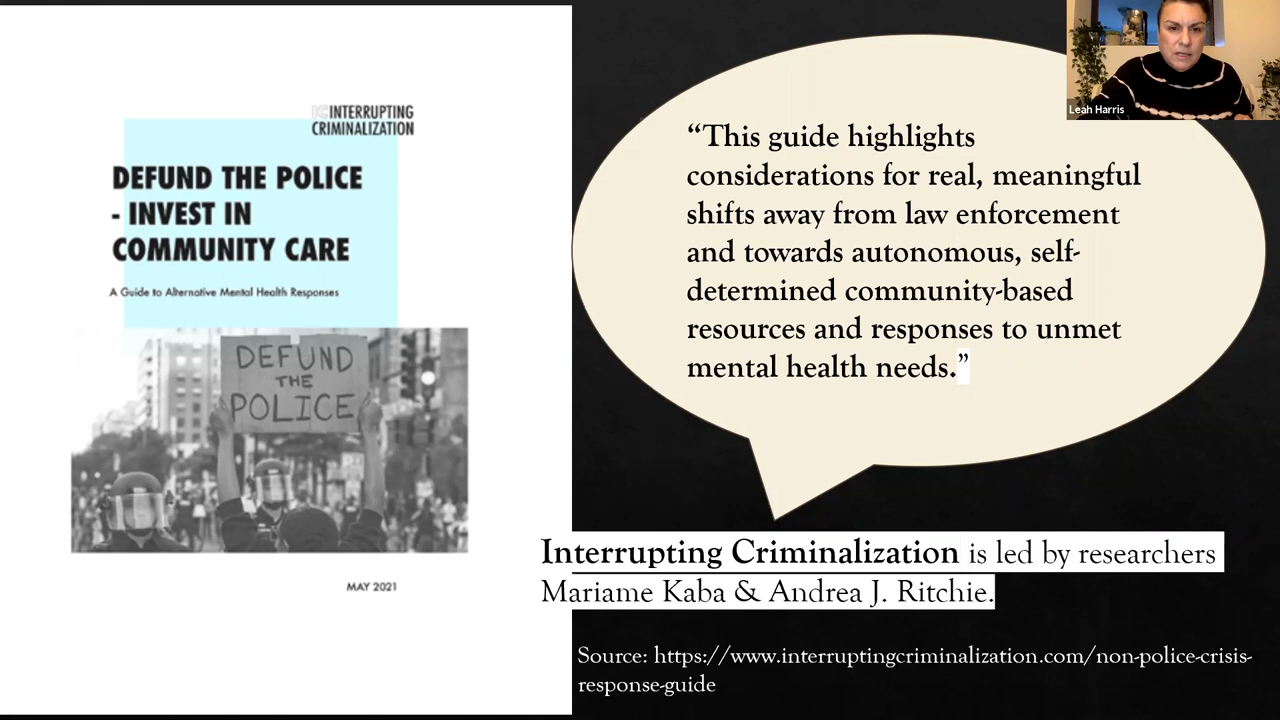 INTERRUPTING
CRIMINALIZATION
DEFUND THE POLICE
- INVEST IN
COMMUNITY CARE
A Guide to Alternative Mental Health Responses
DEFUND
THE
POLICE
MAY 2021
Leah Harris
“This guide highlights
considerations for real, meaningful
shifts away from law enforcement
and towards autonomous, self-
determined community-based
resources and responses to unmet
mental health needs.”
Interrupting Criminalization is led by researchers
Mariame Kaba & Andrea J. Ritchie.
Source: https://www.interruptingcriminalization.com/non-police-crisis-
response-guide